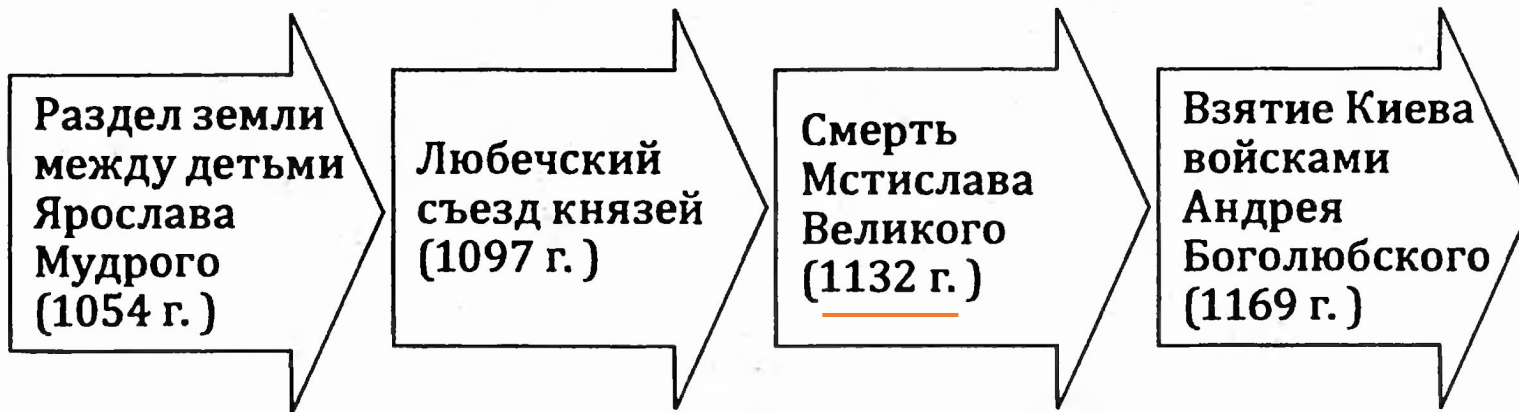 Раздел земли
между детьми
Ярослава
Мудрого
(1054 г. )
Любечский
съезд князей
(1097 г. )
Смерть
Мстислава
Великого
(1132 г. )
Взятие Киева
войсками
Андрея
Боголюбского
(1169 г. )